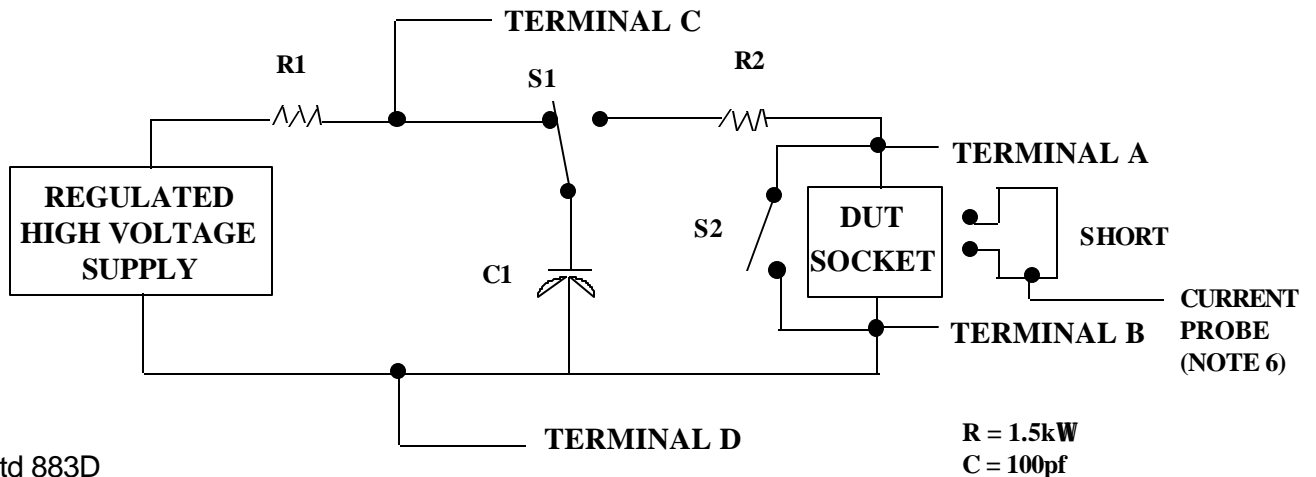 TERMINAL C
R1
S1
R2
TERMINAL A
REGULATED
HIGH VOLTAGE
SUPPLY
C1
S2
DUT
SOCKET
SHORT
CURRENT
PROBE
(NOTE 6)
TERMINAL B
TERMINAL D
R = 1.5kW
C = 100pf
td 883D